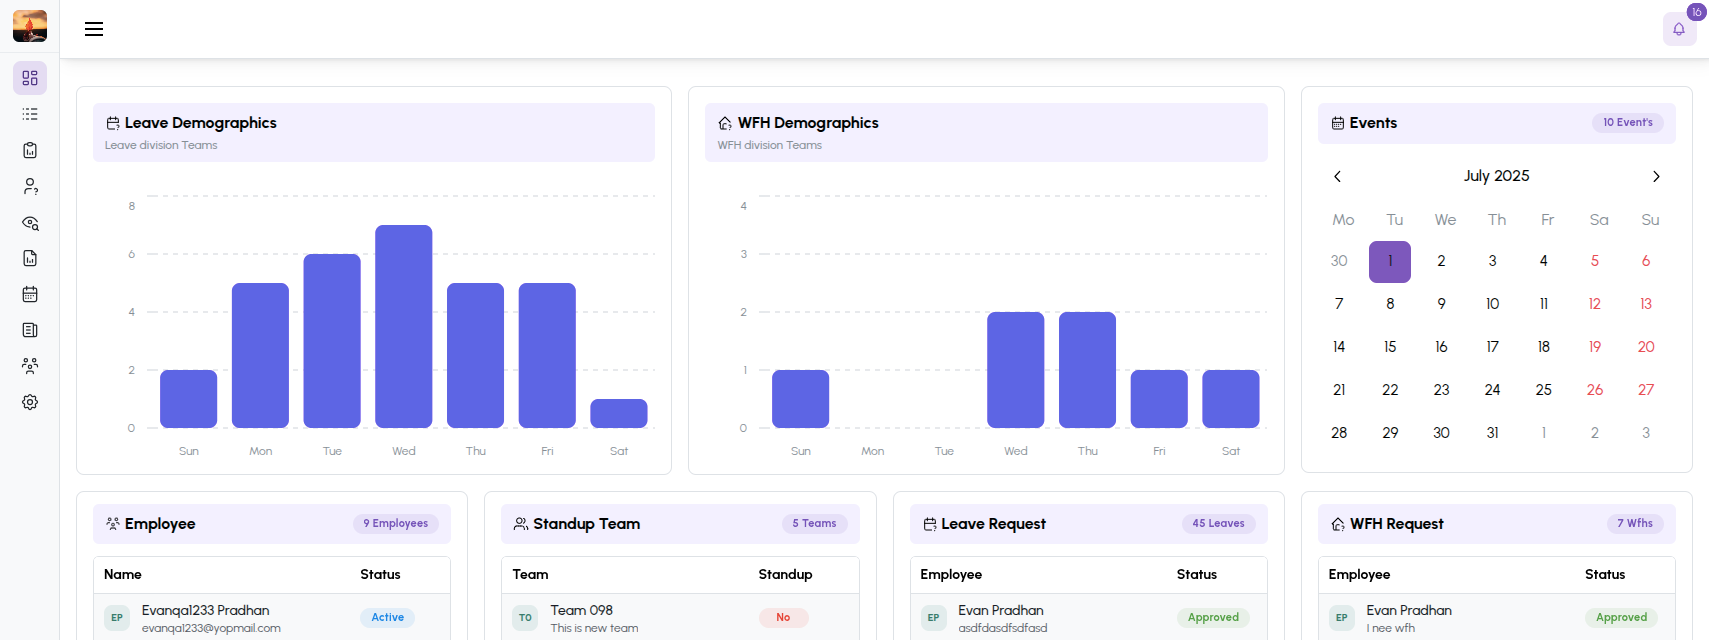 16
Leave Demographics
Leave division Teams
8
6
4
2
0
Sun Mon Tue Wed Thu Fri Sat
WFH Demographics
WFH division Teams
4
3
2
1
0
Sun Mon Tue Wed Thu Fri Sat
Events 10 Event's
July 2025
Mo Tu We Th Fr Sa Su
30 1 2 3 4 5 6
7 8 9 10 11 12 13
14 15 16 17 18 19 20
21 22 23 24 25 26 27
28 29 30 31 1 2 3
Employee 9 Employees
Name Status
EP Evanqa1233 Pradhan Active
evanqa1233@yopmail.com
Standup Team 5 Teams
Team Standup
TO Team 098 No
This is new team
Leave Request 45 Leaves
Employee Status
EP Evan Pradhan Approved
asdfdasdfsdfasd
WFH Request 7 Wfhs
Employee Status
EP Evan Pradhan Approved
I nee wfh